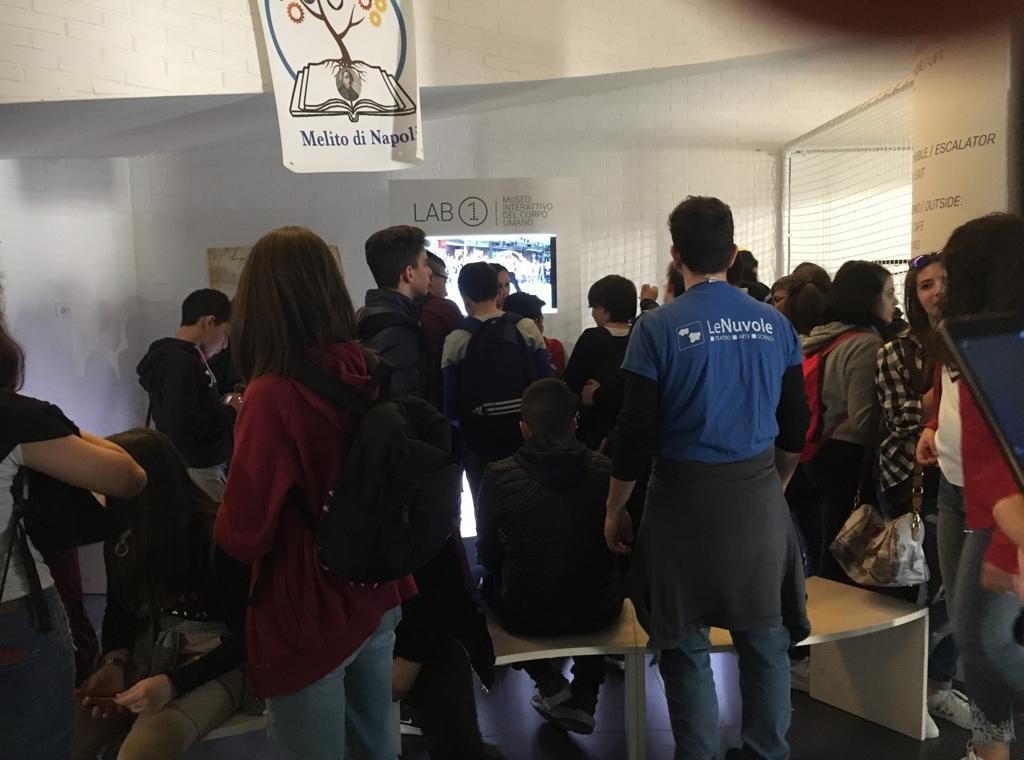 Melito di Napoli
LAB 1
MUSEO
INTERATTIVO
DEL CORPO
UMANO
LeNuvole
TEATRO ARTE SCIENZA
/ ESCALATOR
/ OUTSIDE: